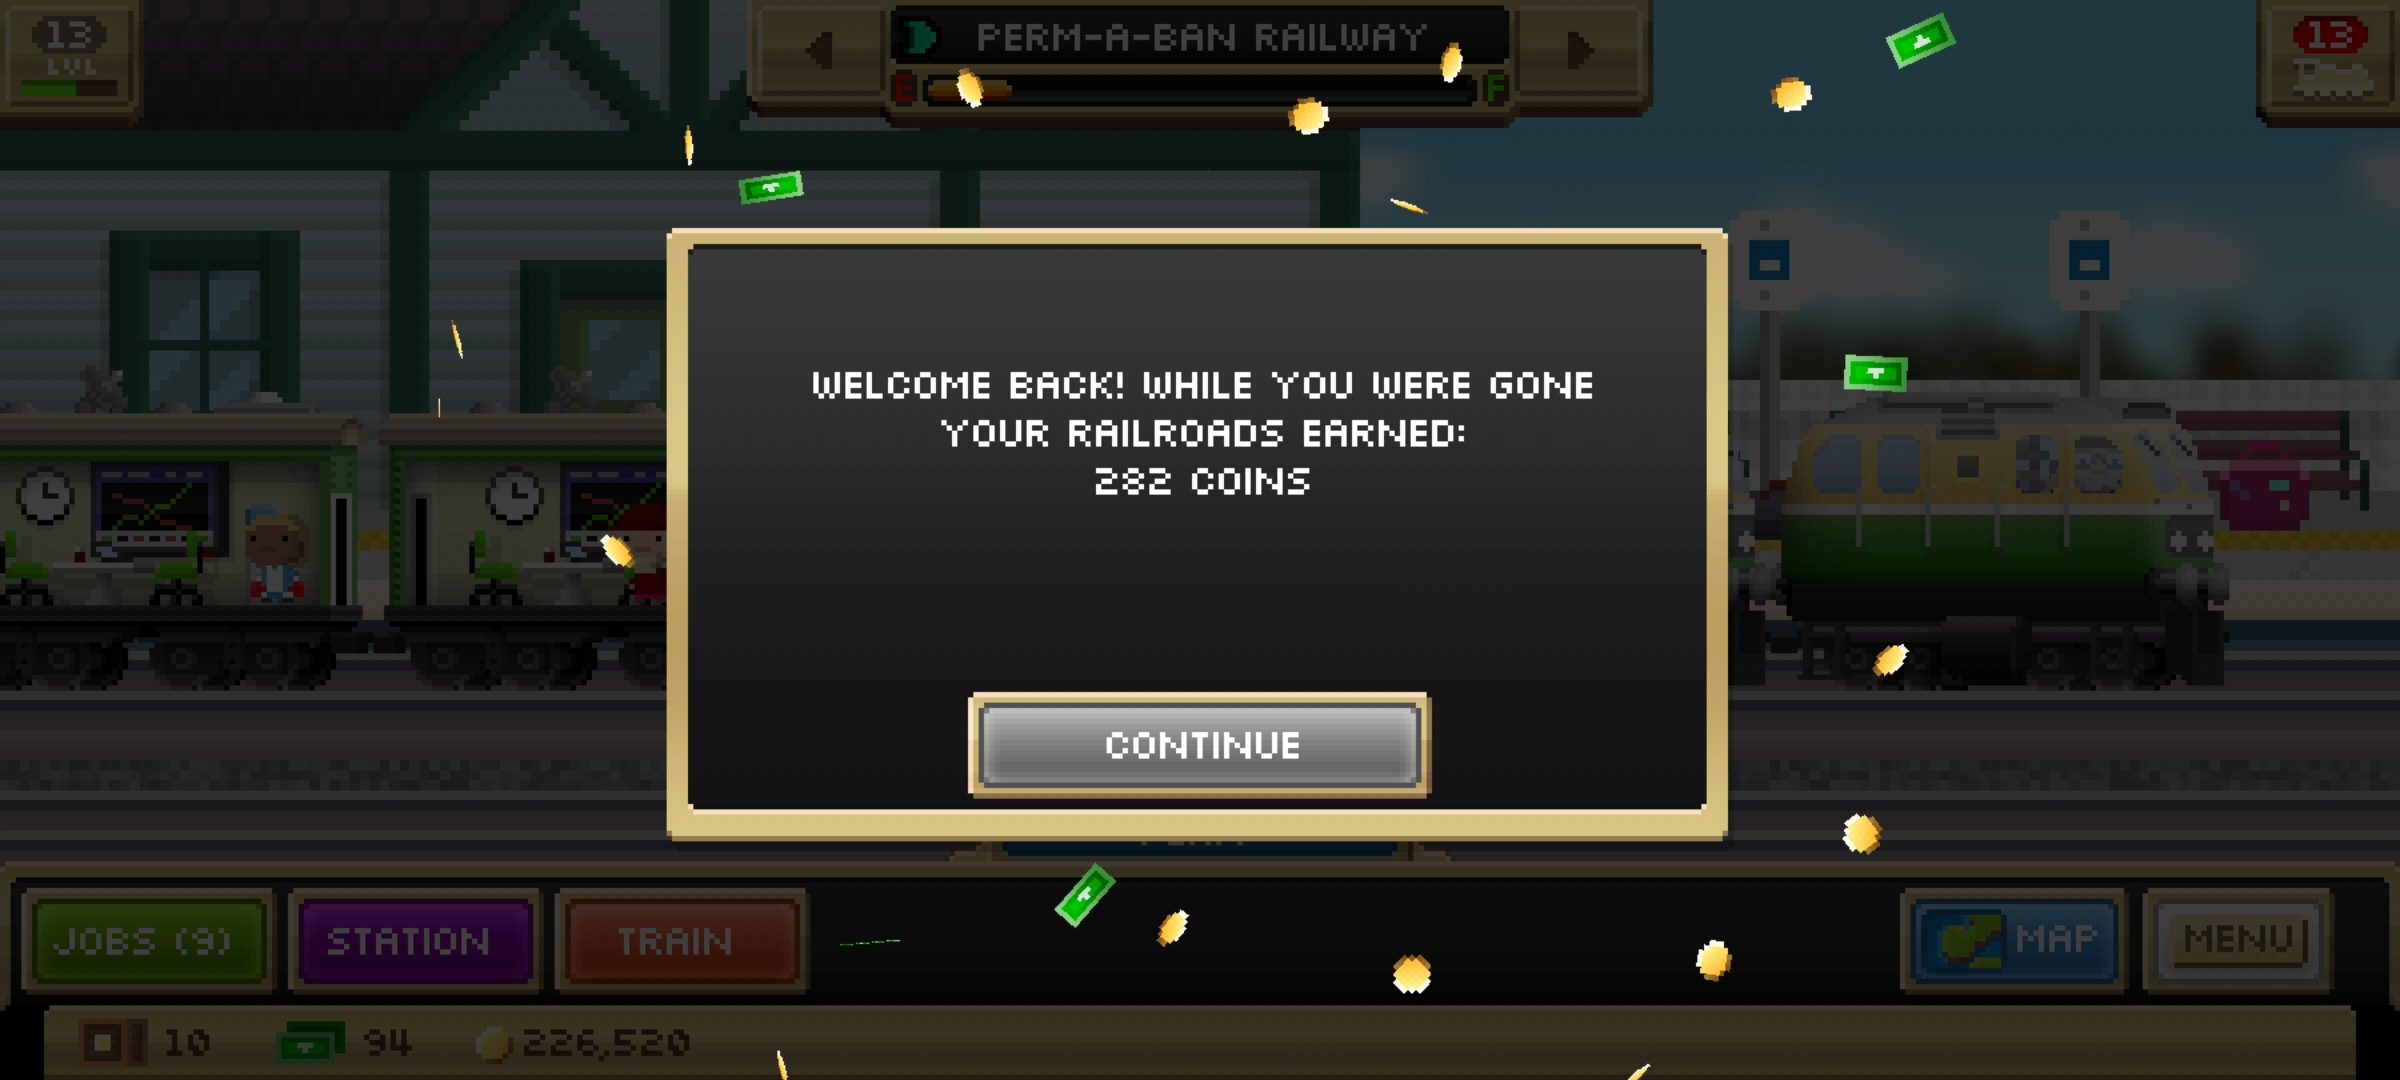 13
LVL
PERM-A-BAN RAILWAY
E
F
13
WELCOME BACK! WHILE YOU WERE GONE
YOUR RAILROADS EARNED:
282 COINS
CONTINUE
JOBS (9)
STATION
TRAIN
MAP
MENU
10
94
226,520